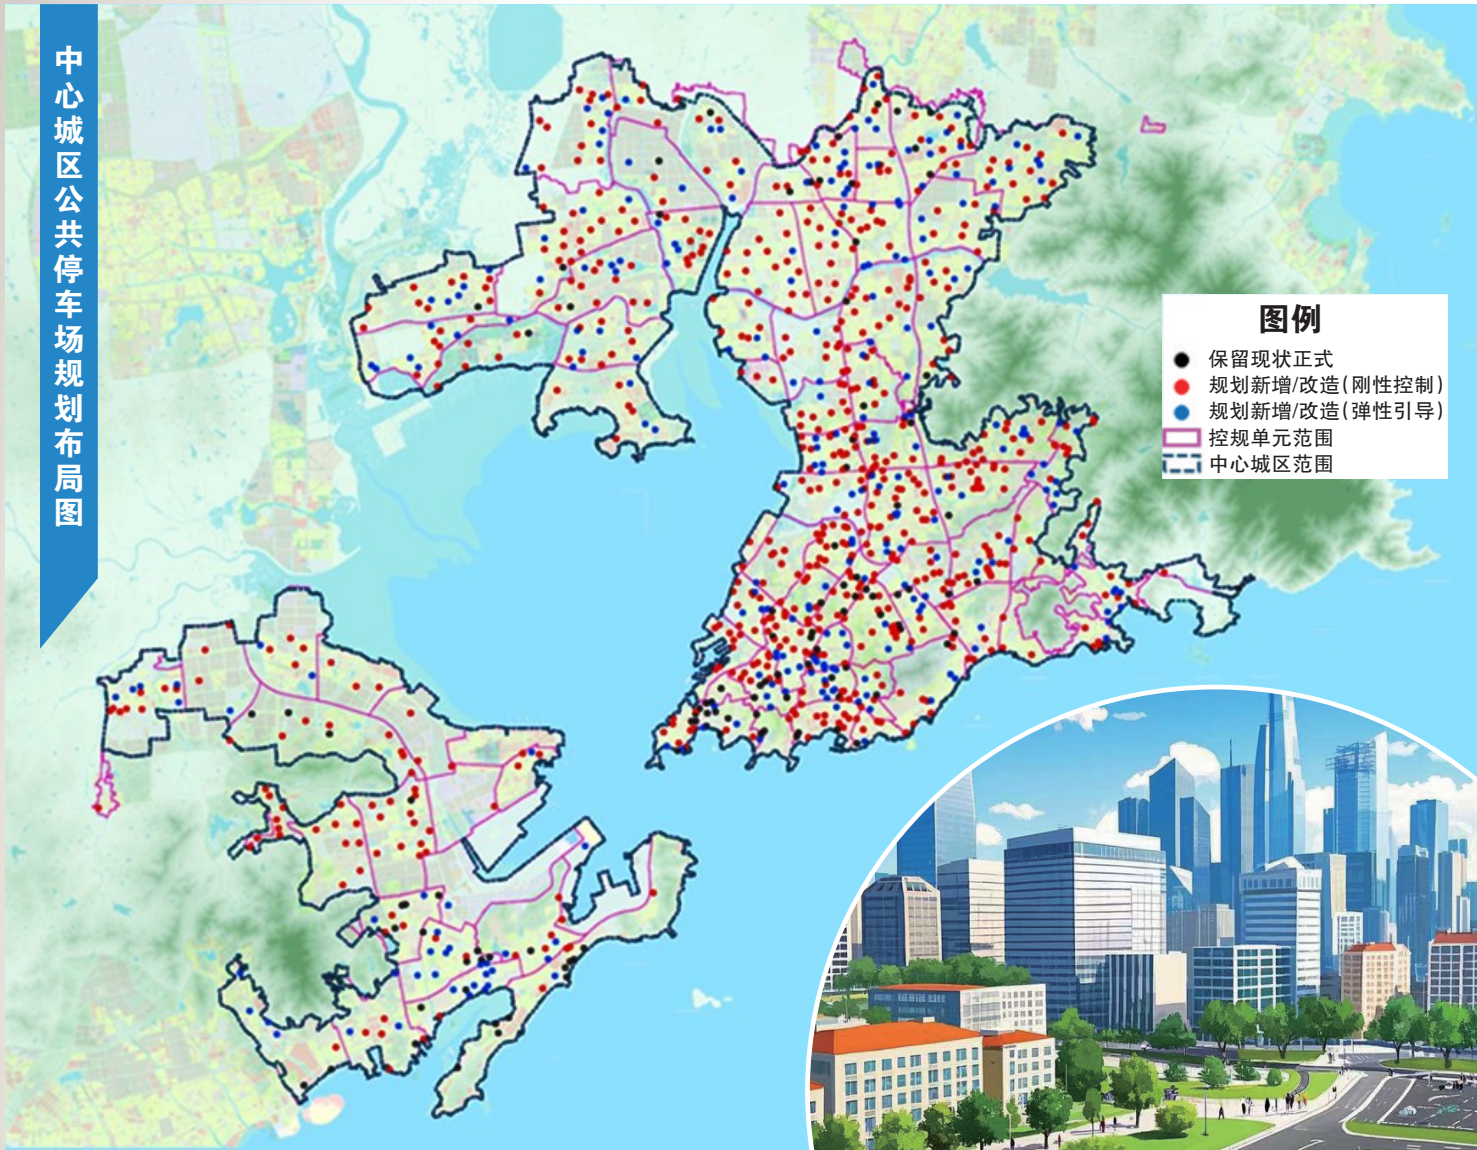 中心城区公共停车场规划布局图
图例
保留现状正式
规划新增/改造(刚性控制)
规划新增/改造(弹性引导)
控规单元范围
中心城区范围